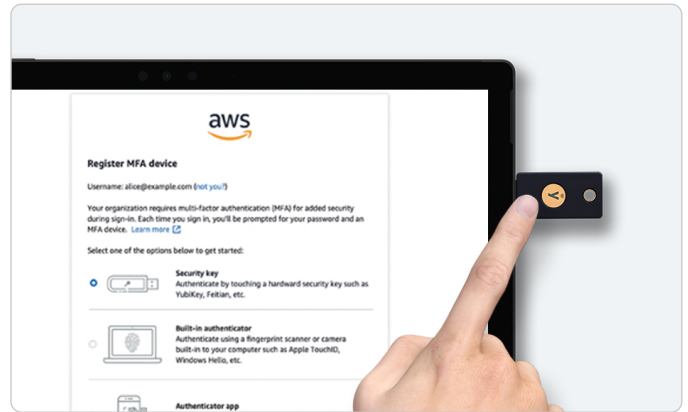 aws
Register MFA device
Username: alice@example.com (not you?)
Your organization requires multi-factor authentication (MFA) for added security
during sign-in. Each time you sign in, you'll be prompted for your password and an
MFA device. Learn more
Select one of the options below to get started:
Security key
Authenticate by touching a hardward security key such as
YubiKey, Feitian, etc.
Built-in authenticator
Authenticate using a fingerprint scanner or camera
built-in to your computer such as Apple TouchID,
Windows Hello, etc.
Authenticator app
y